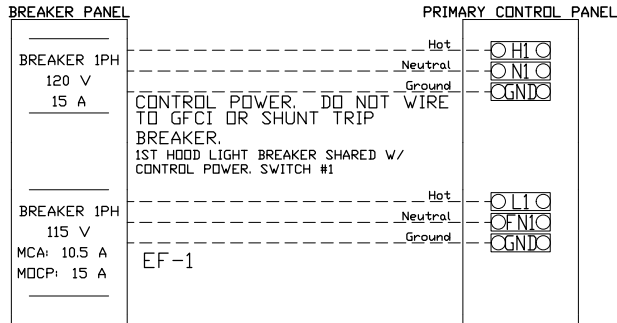 BREAKER PANEL
PRIMARY CONTROL PANEL
BREAKER 1PH
120 V
15 A
Hot
Neutral
Ground
H1
N1
GND
CONTROL POWER. DO NOT WIRE
TO GFCI OR SHUNT TRIP
BREAKER.
1ST HOOD LIGHT BREAKER SHARED W/
CONTROL POWER. SWITCH #1
BREAKER 1PH
115 V
MCA: 10.5 A
MOCP: 15 A
Hot
Neutral
Ground
L1
FN1
GND
EF-1